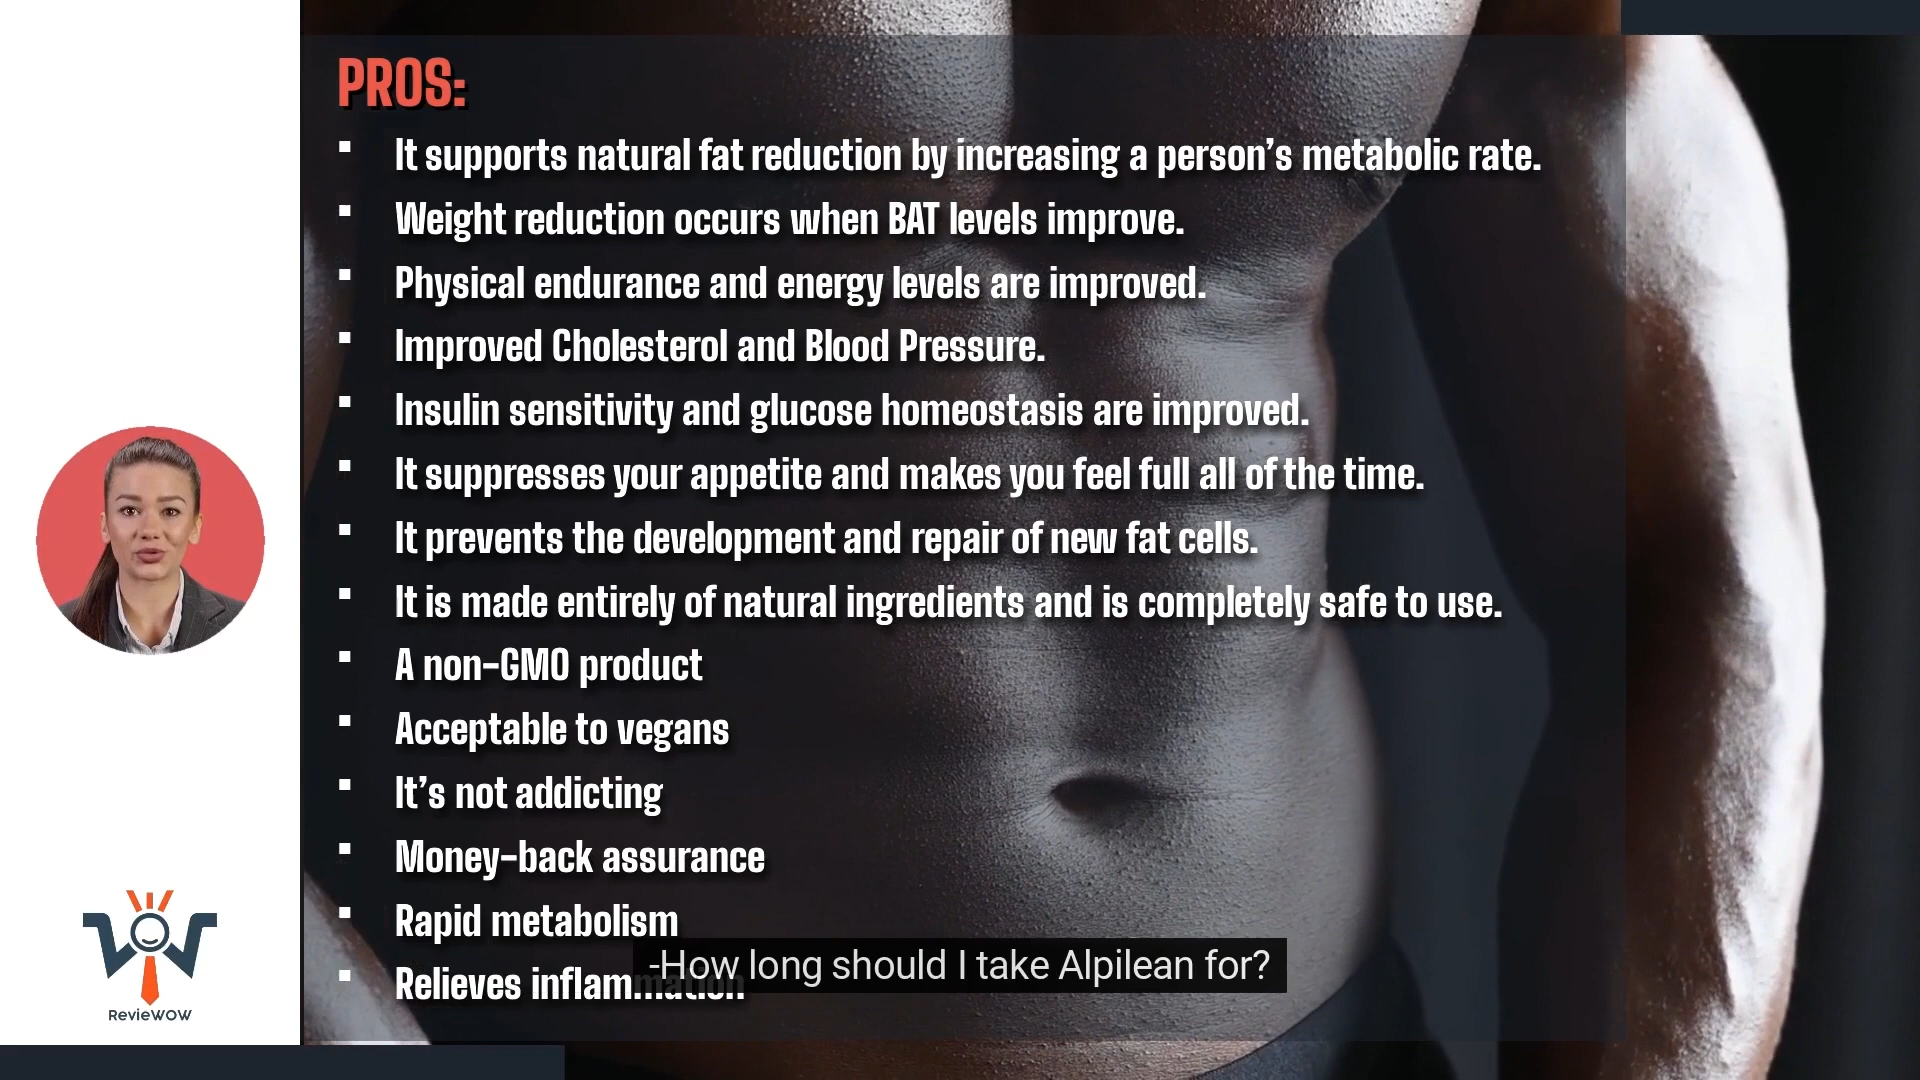 PROS:
It supports natural fat reduction by increasing a person’s metabolic rate.
Weight reduction occurs when BAT levels improve.
Physical endurance and energy levels are improved.
Improved Cholesterol and Blood Pressure.
Insulin sensitivity and glucose homeostasis are improved.
It suppresses your appetite and makes you feel full all of the time.
It prevents the development and repair of new fat cells.
It is made entirely of natural ingredients and is completely safe to use.
A non-GMO product
Acceptable to vegans
It’s not addicting
Money-back assurance
Rapid metabolism
Relieves inflammation
-How long should I take Alpilean for?
RevieWOW